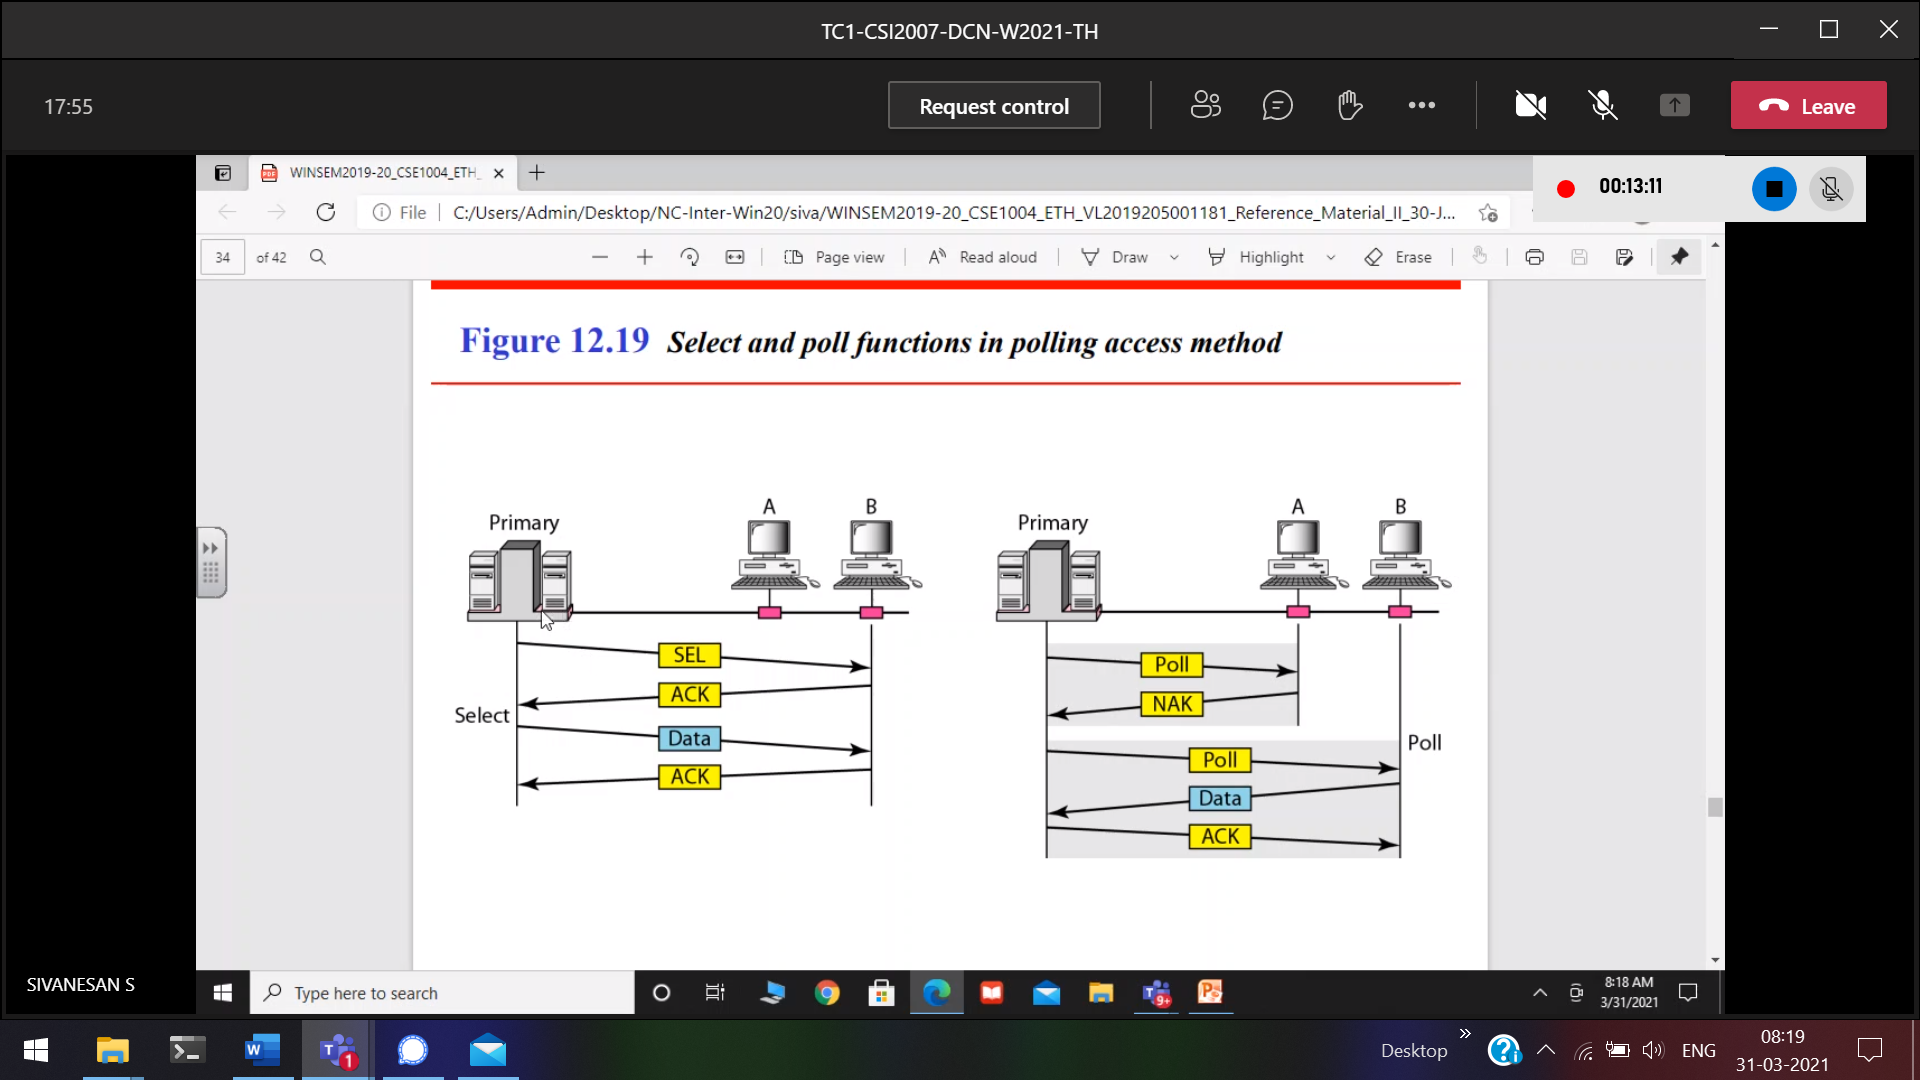 TC1-CSI2007-DCN-W2021-TH
17:55
Request control
Leave
WINSEM2019-20_CSE1004_ETH_
00:13:11
File
C:/Users/Admin/Desktop/NC-Inter-Win20/siva/WINSEM2019-20_CSE1004_ETH_VL2019205001181_Reference_Material_II_30-J...
34 of 42
Page view
Read aloud
Draw
Highlight
Erase
Figure 12.19 Select and poll functions in polling access method
Primary
A
B
SEL
ACK
Select
Data
ACK
Primary
A
B
Poll
NAK
Poll
Poll
Data
ACK
SIVANESAN S
Type here to search
9+
8:18 AM
3/31/2021
1
Desktop
ENG
08:19
31-03-2021